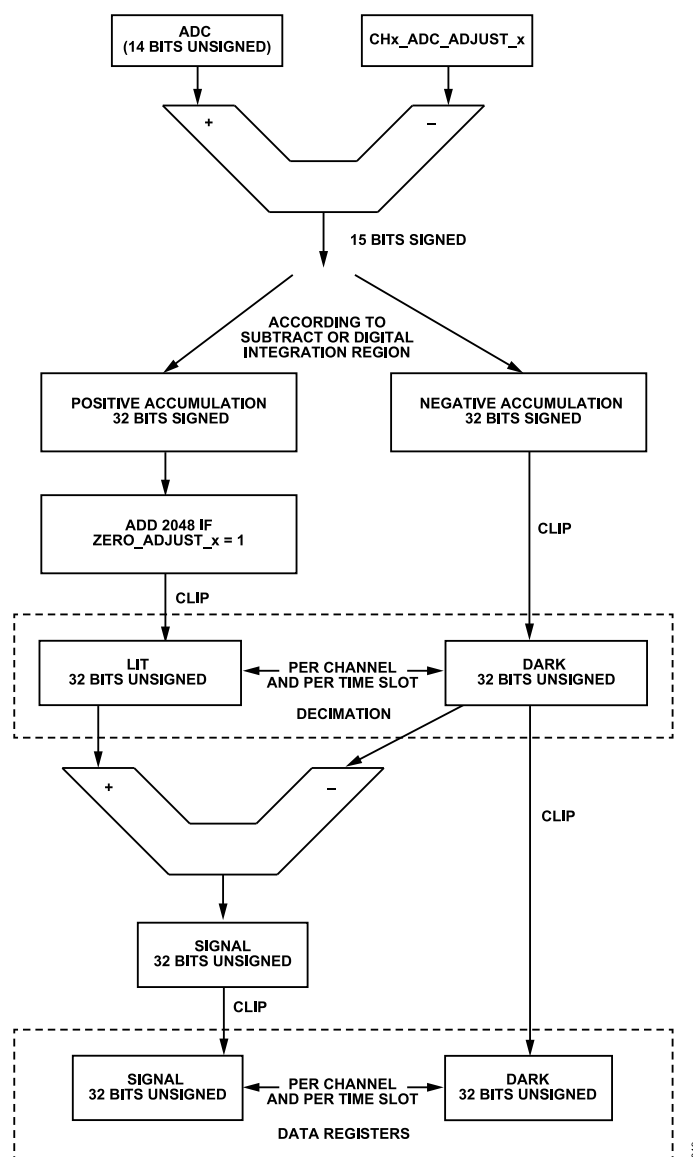 ADC
(14 BITS UNSIGNED)
CHx_ADC_ADJUST_x
+
–
15 BITS SIGNED
ACCORDING TO
SUBTRACT OR DIGITAL
INTEGRATION REGION
POSITIVE ACCUMULATION
32 BITS SIGNED
NEGATIVE ACCUMULATION
32 BITS SIGNED
ADD 2048 IF
ZERO_ADJUST_x = 1
CLIP
CLIP
LIT
32 BITS UNSIGNED
PER CHANNEL
AND PER TIME SLOT
DARK
32 BITS UNSIGNED
DECIMATION
+
–
CLIP
SIGNAL
32 BITS UNSIGNED
CLIP
SIGNAL
32 BITS UNSIGNED
PER CHANNEL
AND PER TIME SLOT
DARK
32 BITS UNSIGNED
DATA REGISTERS